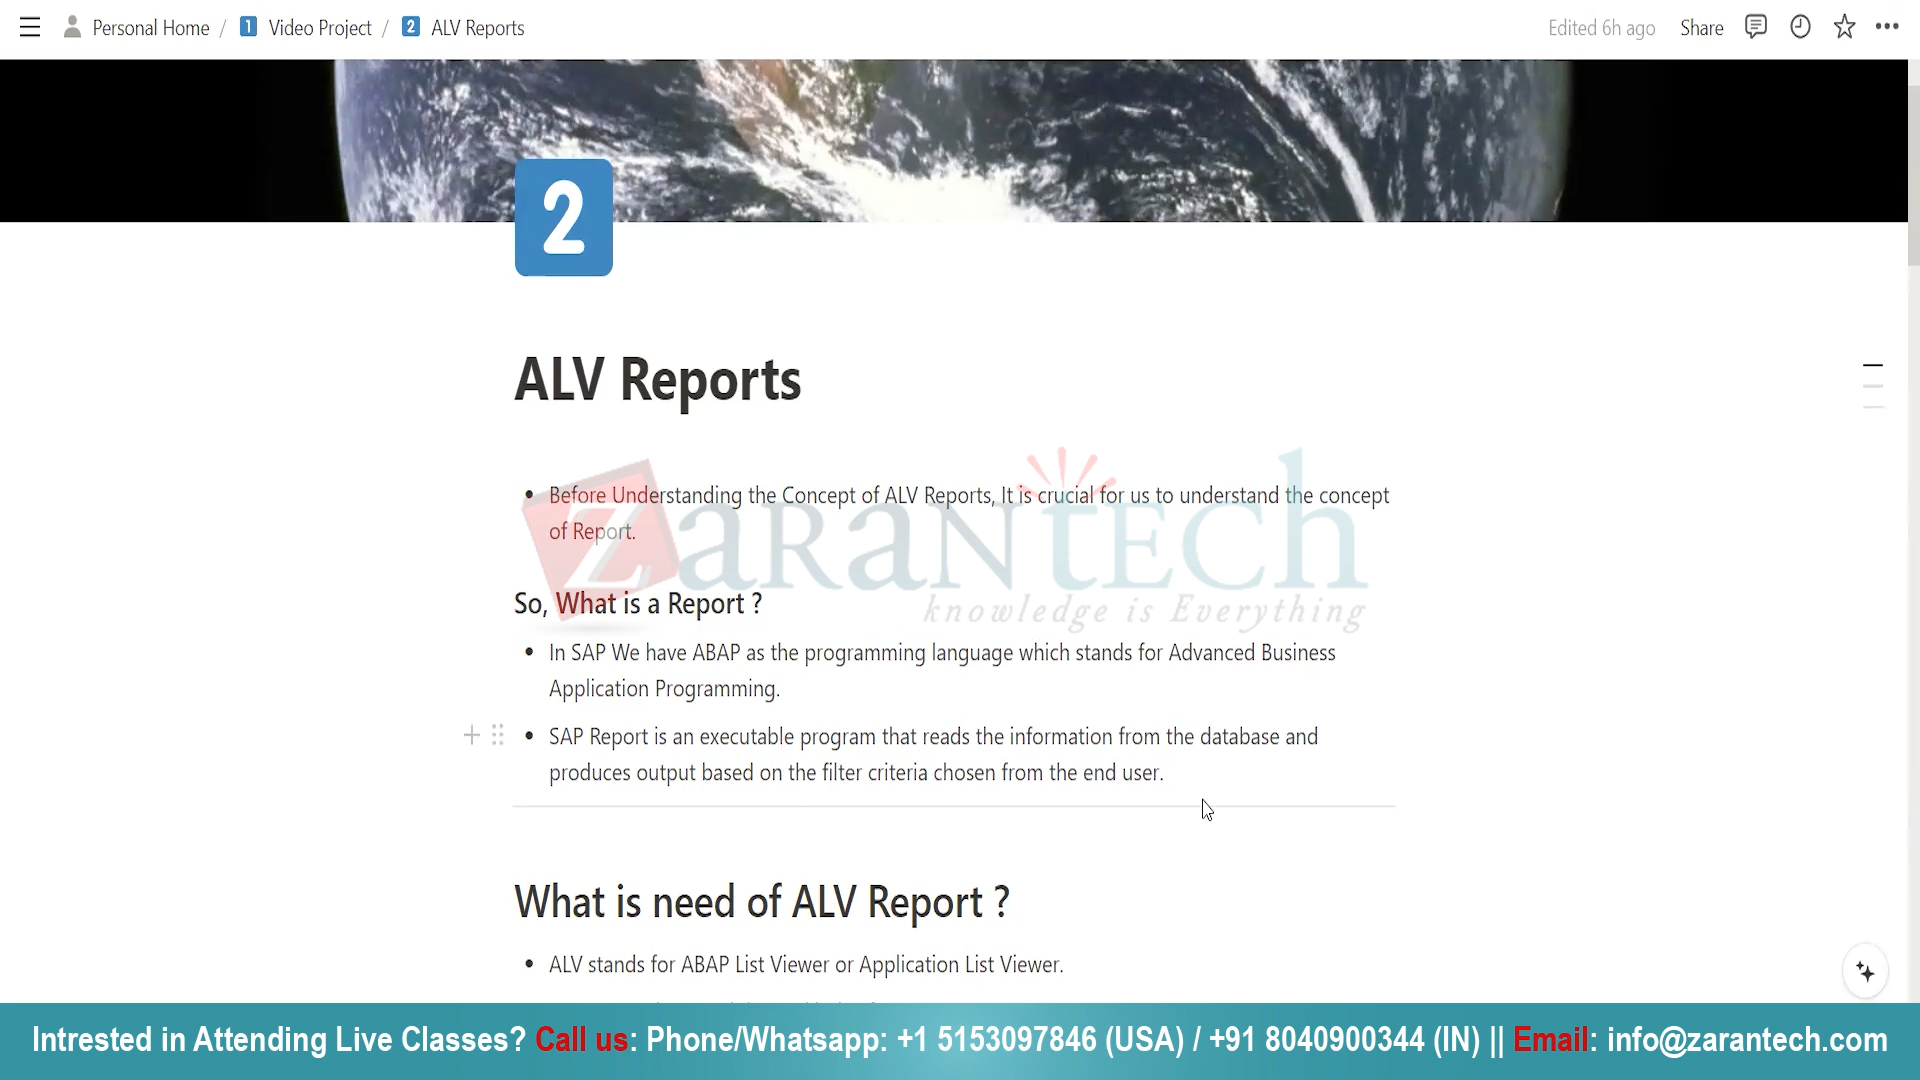 Personal Home / 1 Video Project / 2 ALV Reports
Edited 6h ago Share
2
ALV Reports
• Before Understanding the Concept of ALV Reports, It is crucial for us to understand the concept
of Report.
ZaranTech
knowledge is Everything
So, What is a Report ?
• In SAP We have ABAP as the programming language which stands for Advanced Business
Application Programming.
• SAP Report is an executable program that reads the information from the database and
produces output based on the filter criteria chosen from the end user.
What is need of ALV Report ?
• ALV stands for ABAP List Viewer or Application List Viewer.
Intrested in Attending Live Classes? Call us: Phone/Whatsapp: +1 5153097846 (USA) / +91 8040900344 (IN) || Email: info@zarantech.com